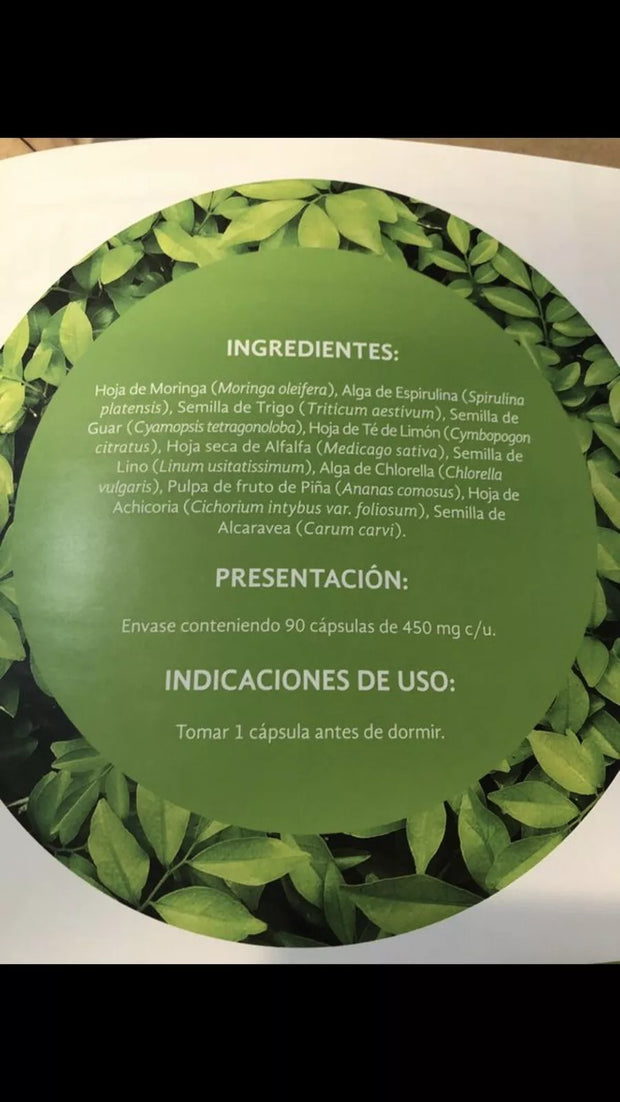 INGREDIENTES:
Hoja de Moringa (Moringa oleifera), Alga de Espirulina (Spirulina
platensis), Semilla de Trigo (Triticum aestivum), Semilla de
Guar (Cyamopsis tetragonoloba), Hoja de Té de Limón (Cymbopogon
citratus), Hoja seca de Alfalfa (Medicago sativa), Semilla de
Lino (Linum usitatissimum), Alga de Chlorella (Chlorella
vulgaris), Pulpa de fruto de Piña (Ananas comosus), Hoja de
Achicoria (Cichorium intybus var. foliosum), Semilla de
Alcaravea (Carum carvi).
PRESENTACIÓN:
Envase conteniendo 90 cápsulas de 450 mg c/u.
INDICACIONES DE USO:
Tomar 1 cápsula antes de dormir.